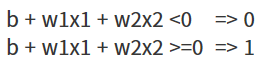 b + w1x1 + w2x2 <0 => 0
b + w1x1 + w2x2 >=0 => 1